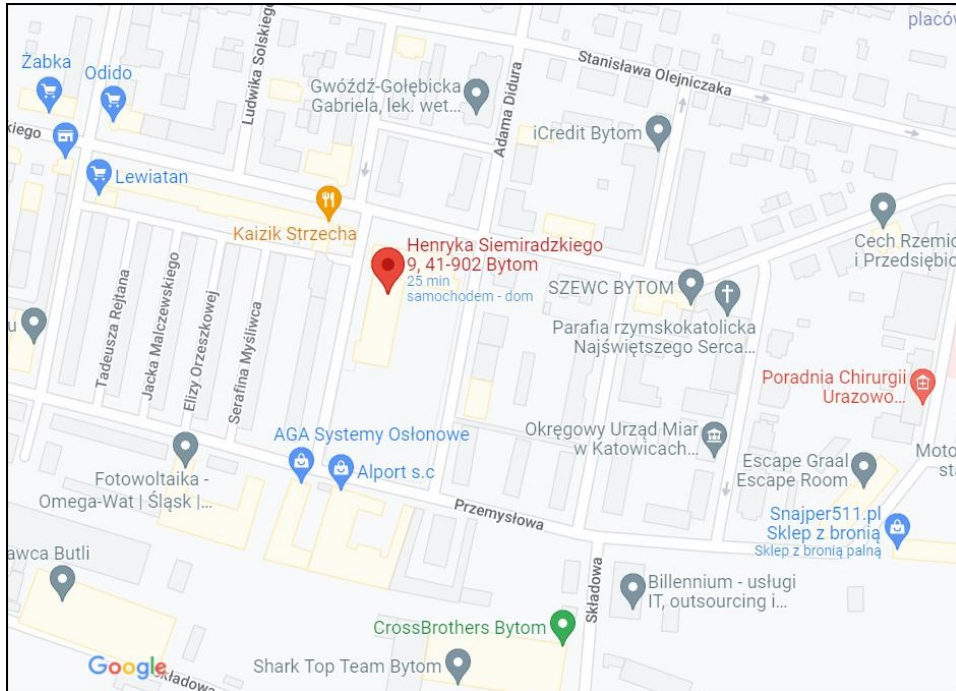 placów
Stanisława Olejniczaka
Ludwika Solskiego
Żabka
Odido
Gwóźdź-Gołębicka
Gabriela, lek. wet...
Adama Didura
iCredit Bytom
kiego
Lewiatan
Kaizik Strzecha
Henryka Siemiradzkiego
9, 41-902 Bytom
25 min
samochodem - dom
Cech Rzemio
i Przedsiębio
SZEWC BYTOM
Parafia rzymskokatolicka
Najświętszego Serca...
u
Tadeusza Rejtana
Jacka Malczewskiego
Elizy Orzeszkowej
Serafina Myśliwca
Poradnia Chirurgii
Urazowo...
AGA Systemy Osłonowe
Alport s.c
Okręgowy Urząd Miar
w Katowicach...
Fotowoltaika -
Omega-Wat | Śląsk |...
Escape Graal
Escape Room
Moto
sta
Przemysłowa
Snajper511.pl
Sklep z bronią
Sklep z bronią palną
awca Butli
Składowa
Billennium - usługi
IT, outsourcing i...
CrossBrothers Bytom
Shark Top Team Bytom
Google
Składowa